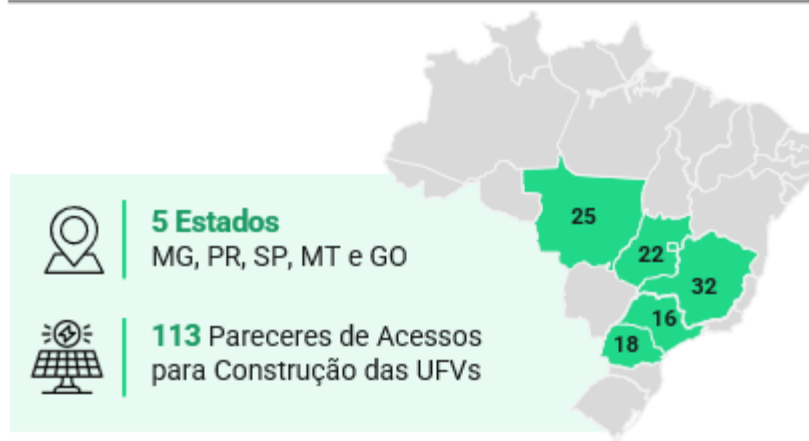 5 Estados
MG, PR, SP, MT e GO
113 Pareceres de Acessos
para Construção das UFVs
25
22
32
16
18